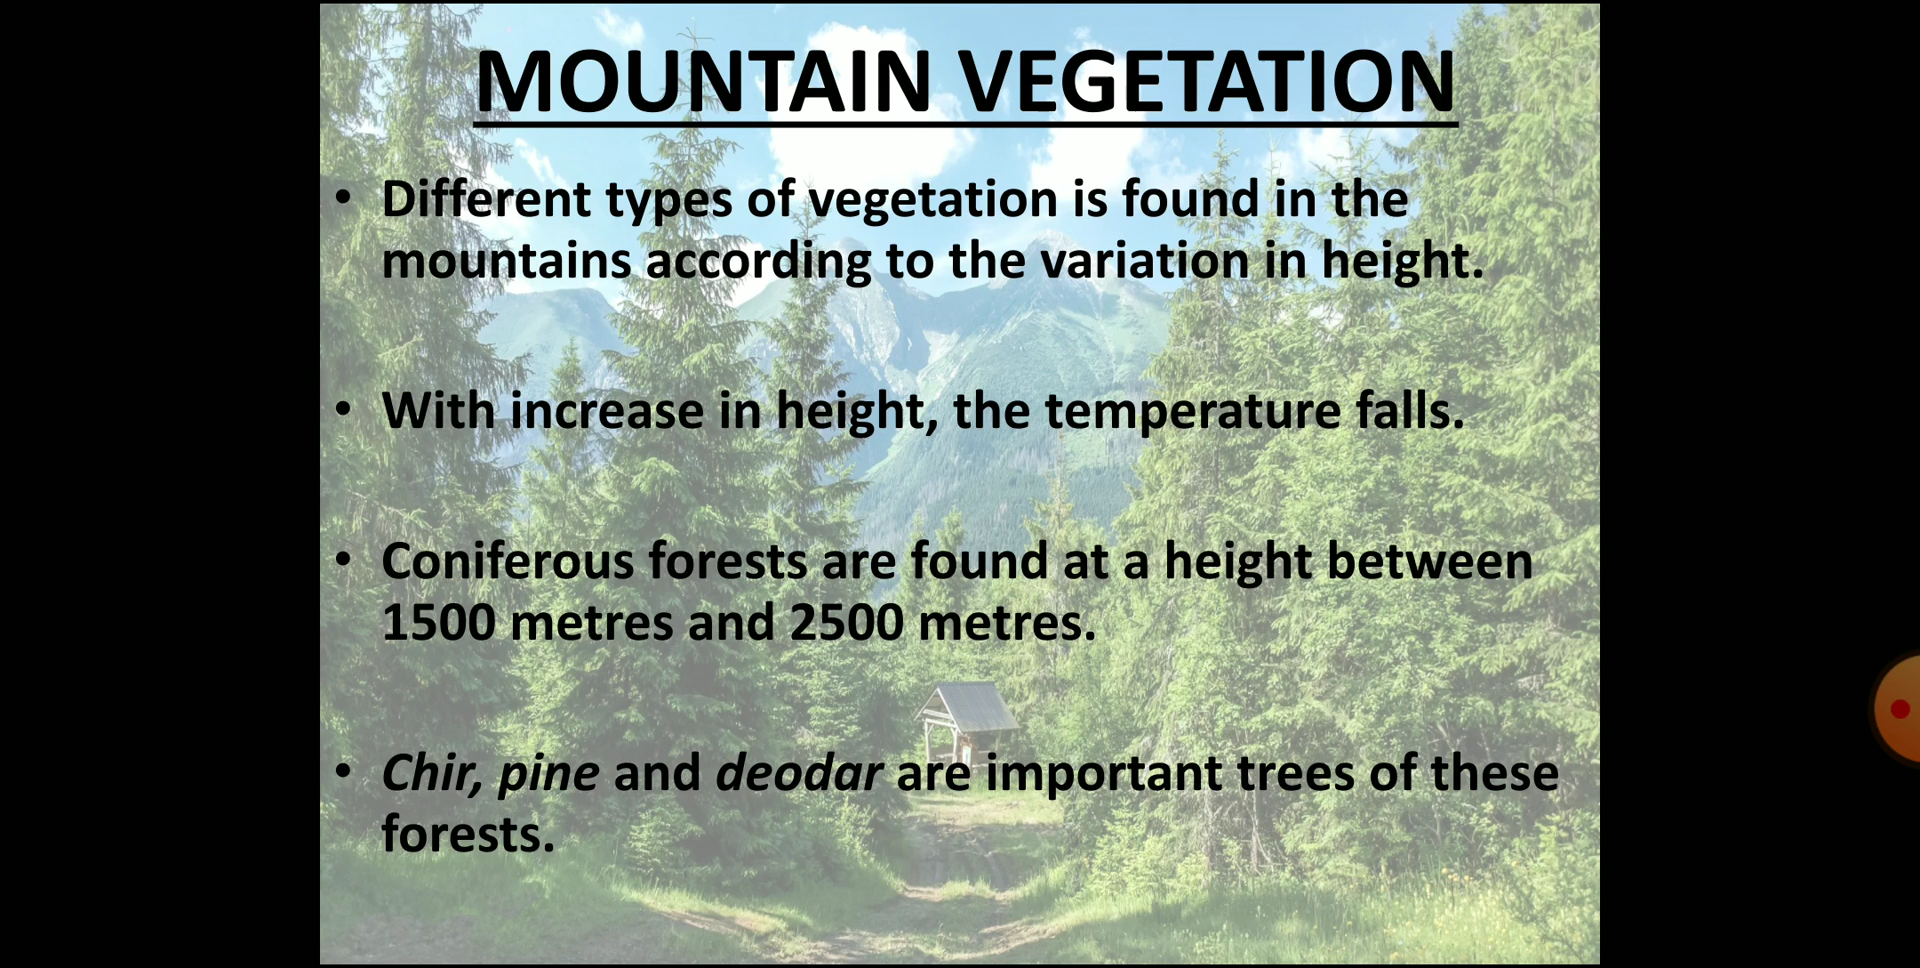 MOUNTAIN VEGETATION
• Different types of vegetation is found in the
mountains according to the variation in height.
• With increase in height, the temperature falls.
• Coniferous forests are found at a height between
1500 metres and 2500 metres.
• Chir, pine and deodar are important trees of these
forests.